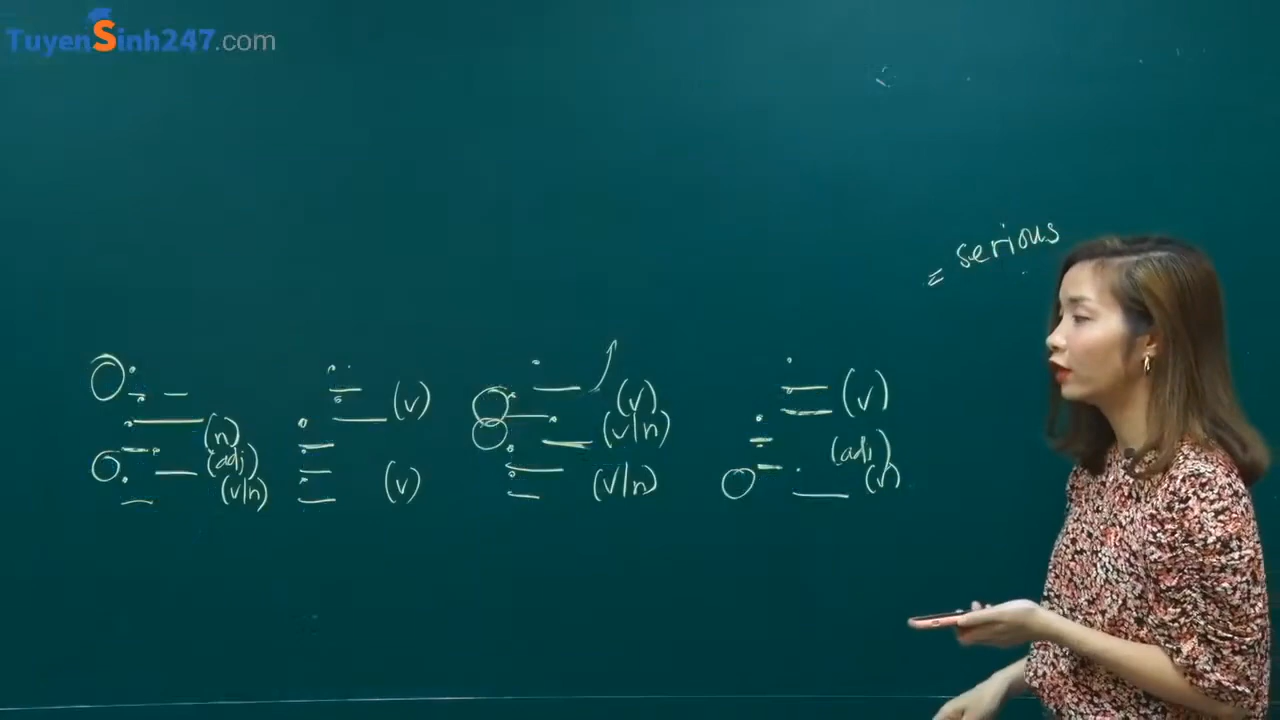 TuyenSinh247.com
= serious
(v)
(v)
(v)
(n)
(v|n)
(adj)
(adj)
(v)
(v|n)
(v)
(v|n)